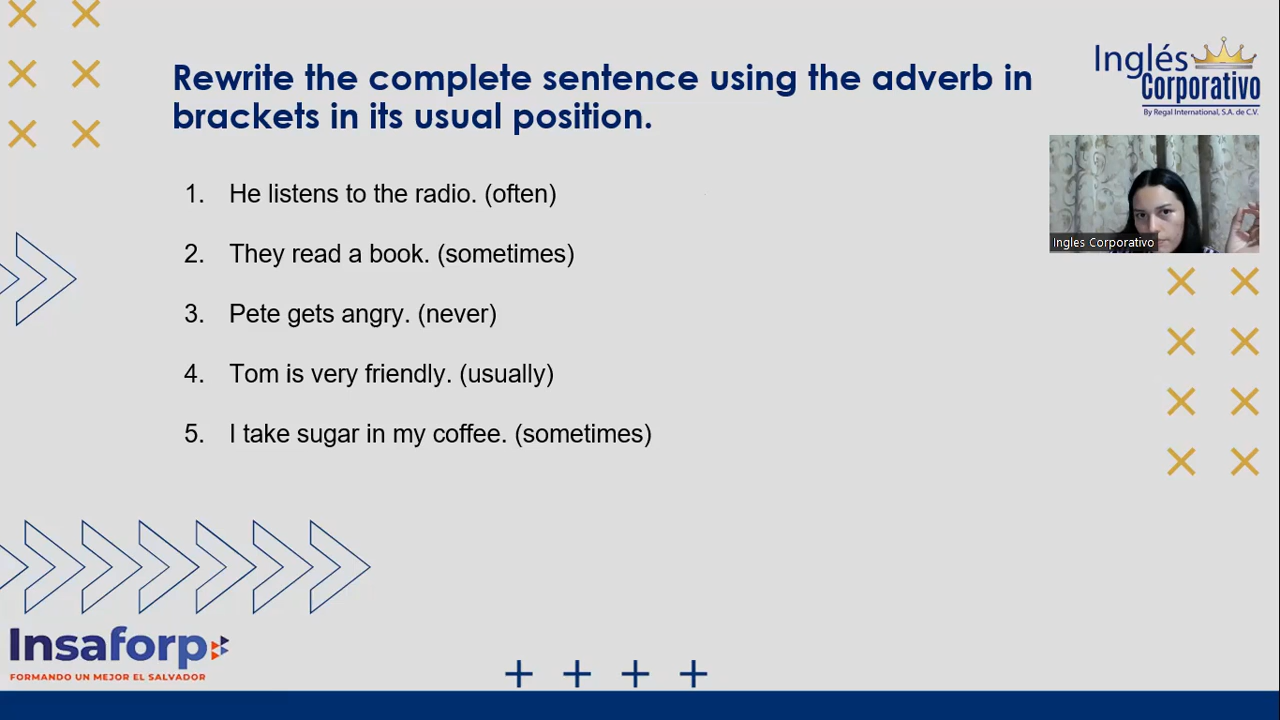 Rewrite the complete sentence using the adverb in
brackets in its usual position.
Inglés
Corporativo
By Regal International, S.A. de C.V.
1. He listens to the radio. (often)
2. They read a book. (sometimes)
3. Pete gets angry. (never)
4. Tom is very friendly. (usually)
5. I take sugar in my coffee. (sometimes)
Ingles Corporativo
Insaforp
FORMANDO UN MEJOR EL SALVADOR